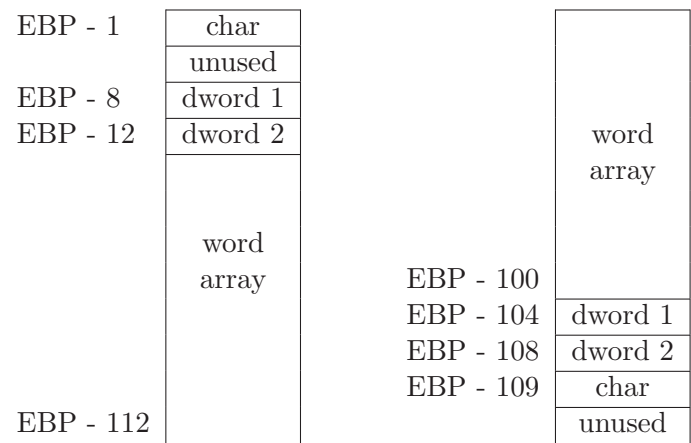 EBP - 1 char
unused
EBP - 8 dword 1
EBP - 12 dword 2
word
array
EBP - 112
word
array
EBP - 100
EBP - 104 dword 1
EBP - 108 dword 2
EBP - 109 char
unused